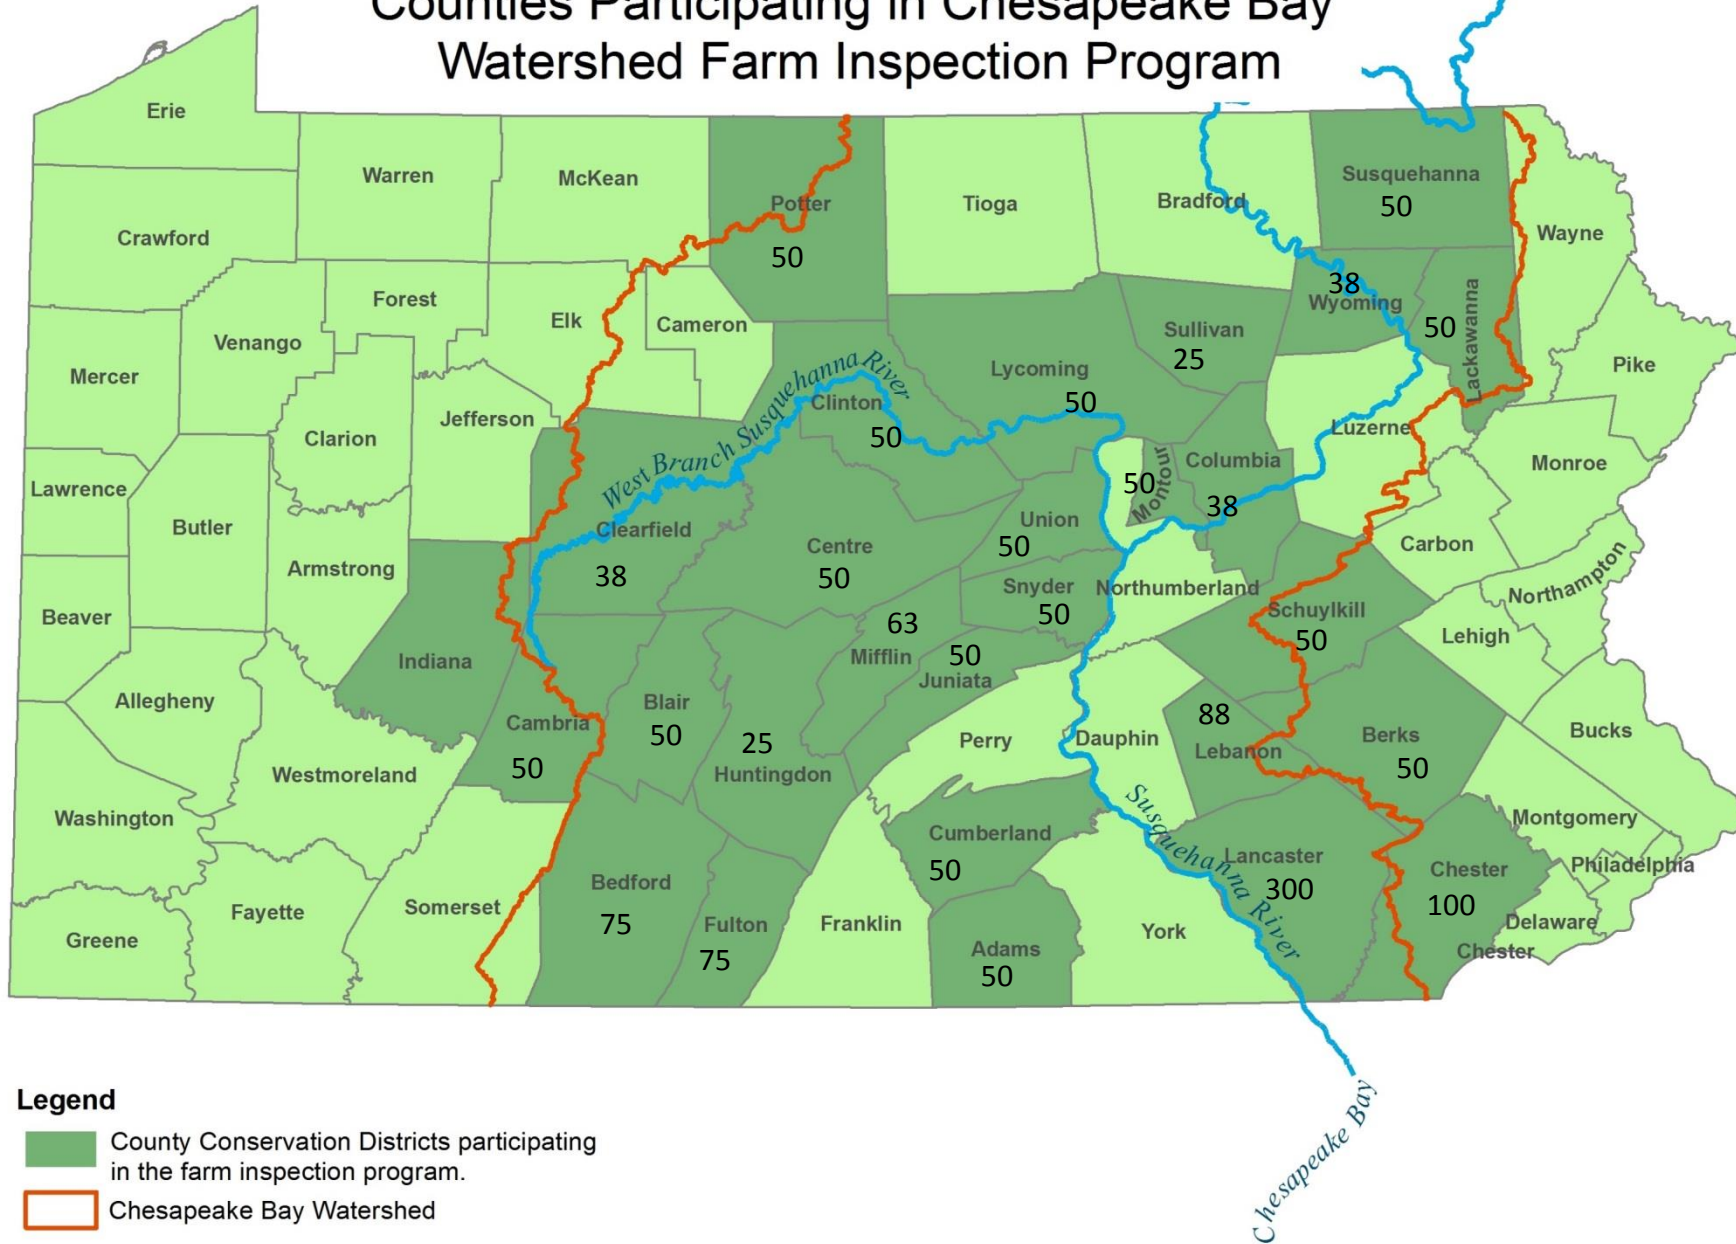 Counties Participating in Chesapeake Bay
Watershed Farm Inspection Program
Erie
Warren
McKean
Potter
50
Tioga
Bradford
Susquehanna
50
Wayne
Crawford
Forest
Elk
Cameron
38
Wyoming
50
Lackawanna
Venango
Mercer
Sullivan
25
Pike
Lycoming
50
West Branch Susquehanna River
Clinton
50
Jefferson
Clarion
Luzerne
Monroe
Lawrence
Butler
Columbia
38
50
Montour
Clearfield
38
Centre
50
Union
50
Armstrong
Carbon
Northampton
Beaver
Snyder
50
Northumberland
Schuylkill
50
Lehigh
63
Mifflin
50
Juniata
Indiana
Allegheny
Cambria
50
Blair
50
25
Huntingdon
Perry
Dauphin
88
Lebanon
Berks
50
Bucks
Westmoreland
Washington
Cumberland
50
Susquehanna River
Lancaster
300
Chester
100
Montgomery
Philadelphia
Bedford
75
Fulton
75
Franklin
Adams
50
York
Delaware
Chester
Somerset
Fayette
Greene
Chesapeake Bay
Legend
County Conservation Districts participating
in the farm inspection program.
Chesapeake Bay Watershed